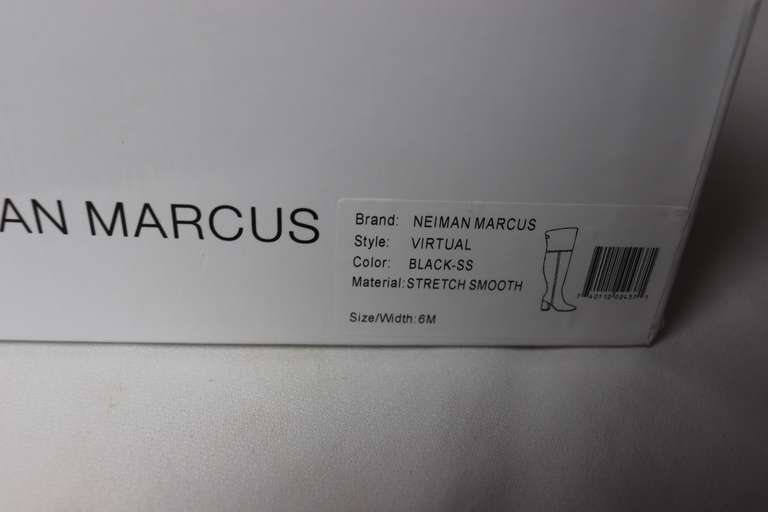 AN MARCUS
Brand: NEIMAN MARCUS
Style: VIRTUAL
Color: BLACK-SS
Material: STRETCH SMOOTH
Size/Width: 6M